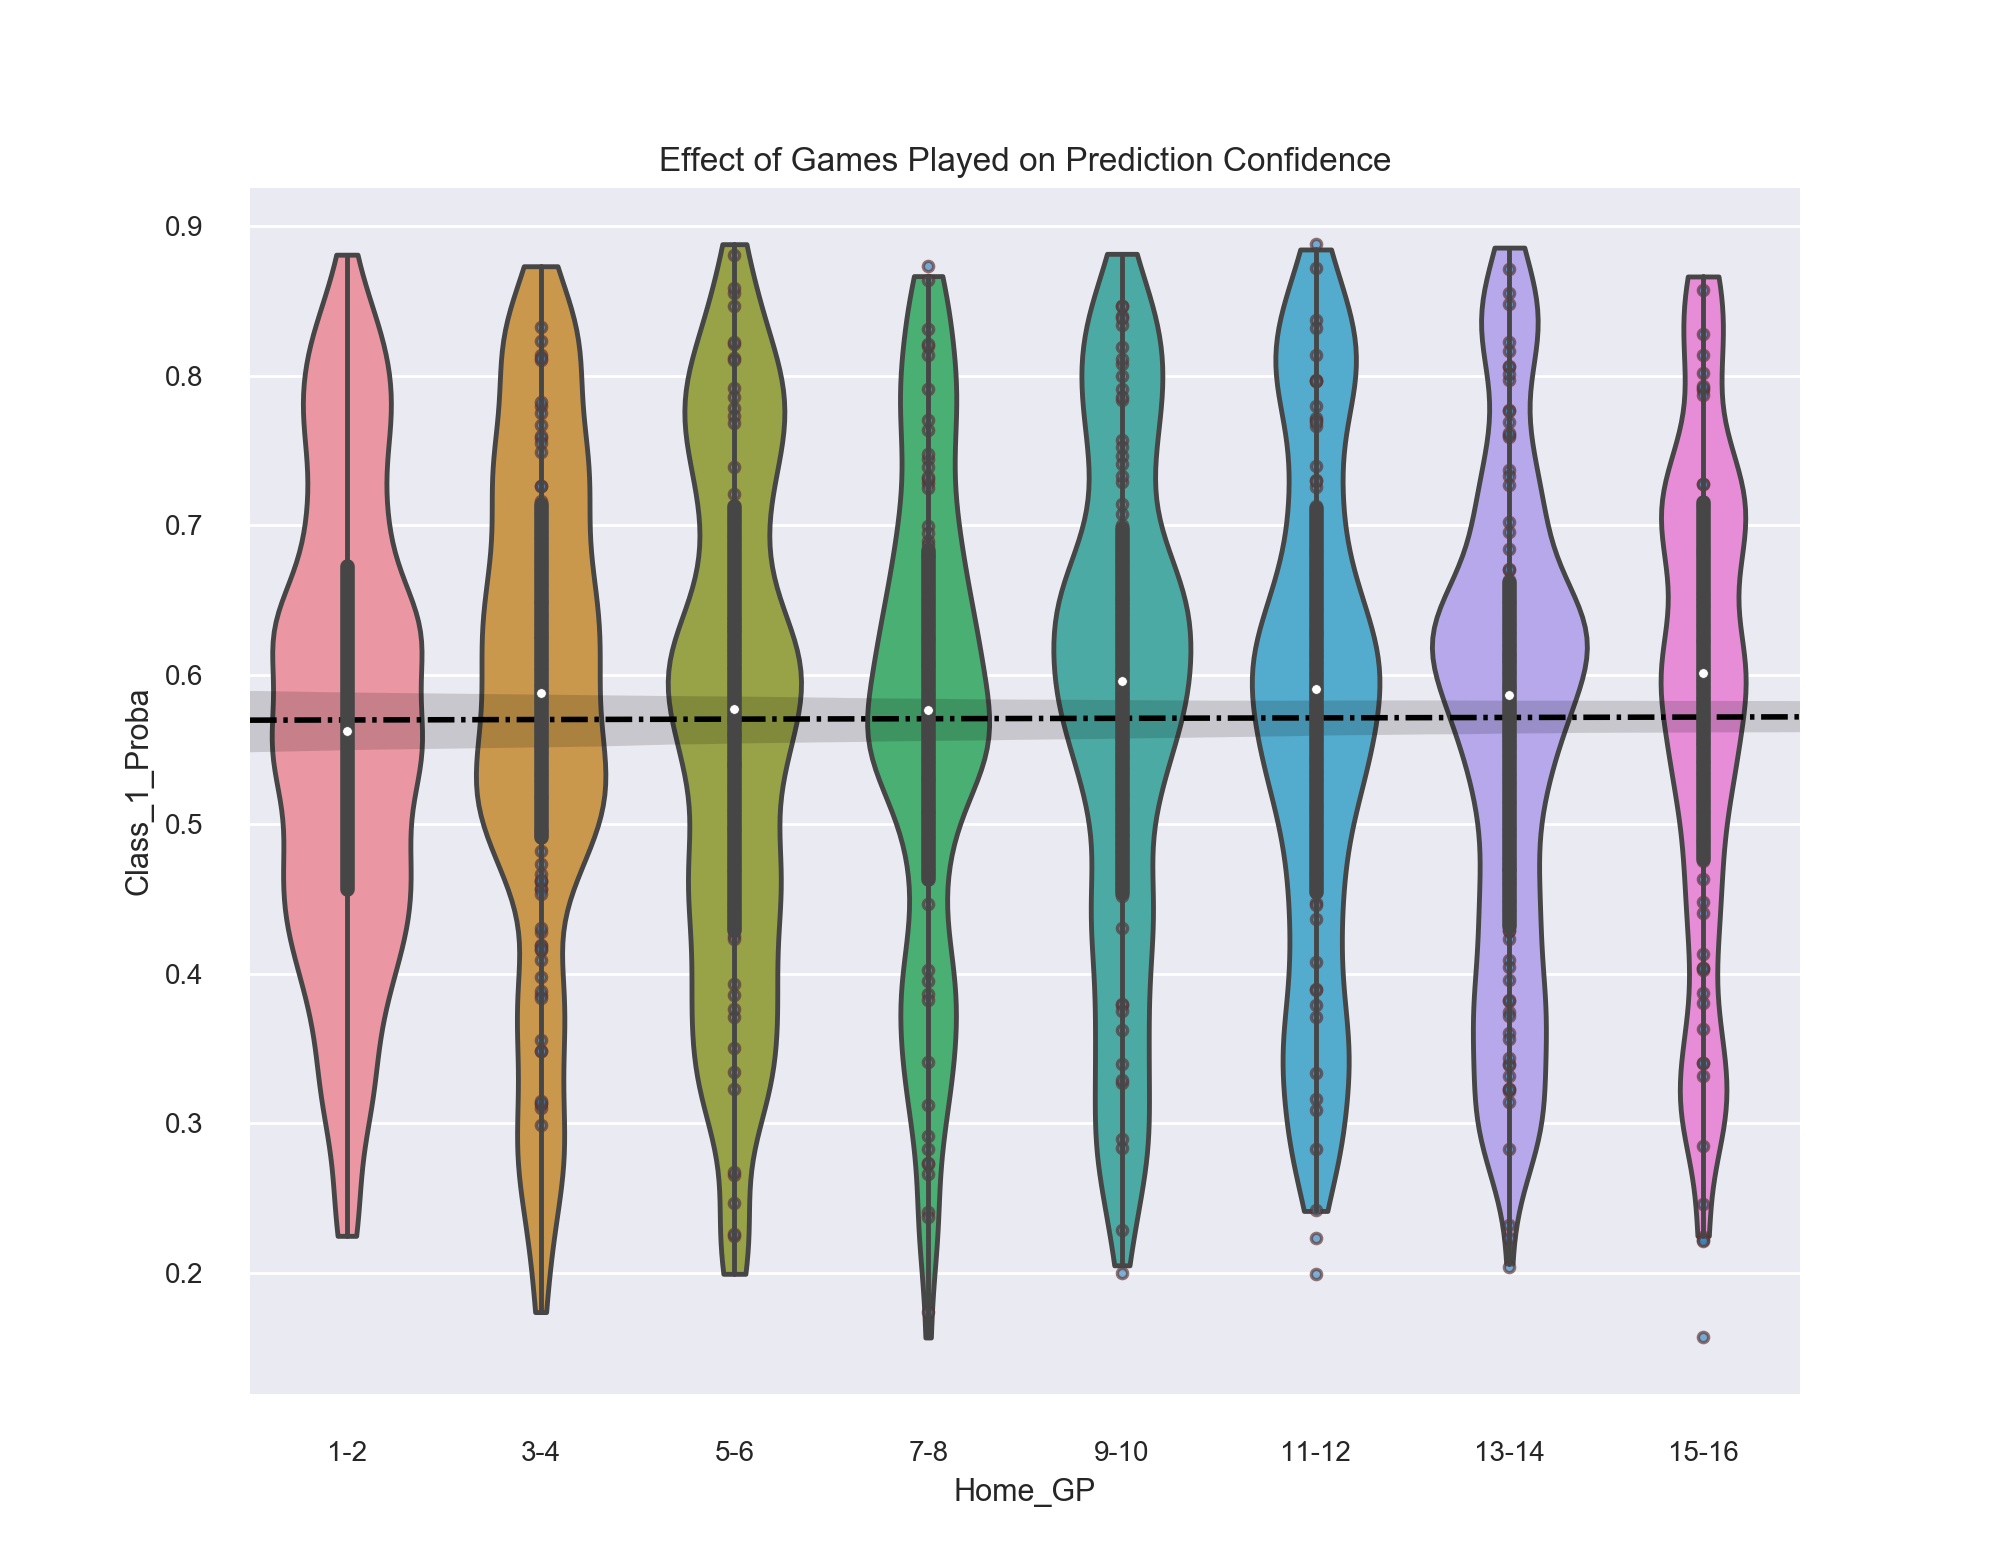 Effect of Games Played on Prediction Confidence
0.9
0.8
0.7
0.6
0.5
0.4
0.3
0.2
Class_1_Proba
1-2 3-4 5-6 7-8 9-10 11-12 13-14 15-16
Home_GP